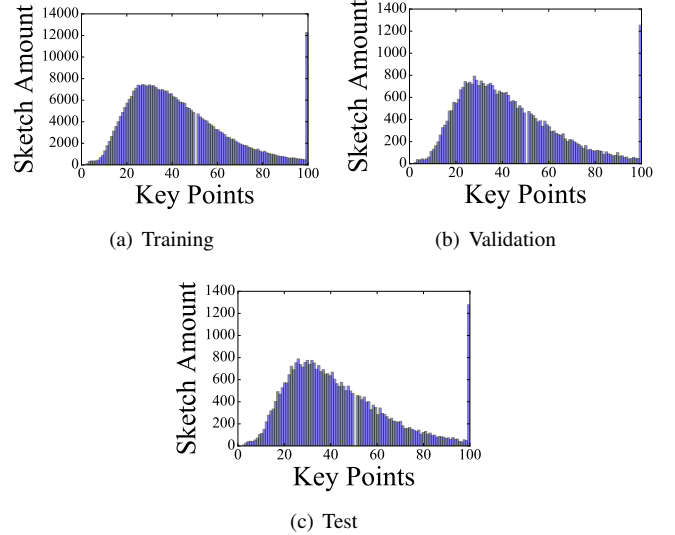 14000
12000
10000
8000
6000
4000
2000
0
Sketch Amount
0 20 40 60 80 100
Key Points
(a) Training
1400
1200
1000
800
600
400
200
0
Sketch Amount
0 20 40 60 80 100
Key Points
(b) Validation
1400
1200
1000
800
600
400
200
0
Sketch Amount
0 20 40 60 80 100
Key Points
(c) Test